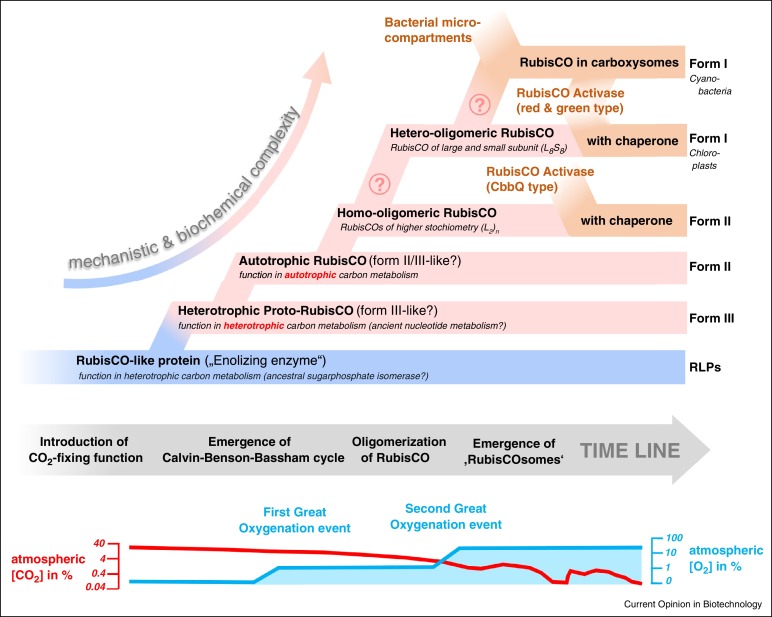 Bacterial micro-
compartments
RubisCO in carboxysomes
Form I
Cyano-
bacteria
RubisCO Activase
(red & green type)
?
Hetero-oligomeric RubisCO
RubisCO of large and small subunit (L8S8)
with chaperone
Form I
Chloro-
plasts
RubisCO Activase
(CbbQ type)
?
Homo-oligomeric RubisCO
RubisCOs of higher stochiometry (L2)n
with chaperone
Form II
mechanistic & biochemical complexity
Autotrophic RubisCO (form II/III-like?)
function in autotrophic carbon metabolism
Form II
Heterotrophic Proto-RubisCO (form III-like?)
function in heterotrophic carbon metabolism (ancient nucleotide metabolism?)
Form III
RubisCO-like protein („Enolizing enzyme“)
function in heterotrophic carbon metabolism (ancestral sugarphosphate isomerase?)
RLPs
Introduction of
CO2-fixing function
Emergence of
Calvin-Benson-Bassham cycle
Oligomerization
of RubisCO
Emergence of
‚RubisCOsomes‘
TIME LINE
First Great
Oxygenation event
Second Great
Oxygenation event
atmospheric
[CO2] in %
40
4
0.4
0.04
100
10
1
0
atmospheric
[O2] in %
Current Opinion in Biotechnology